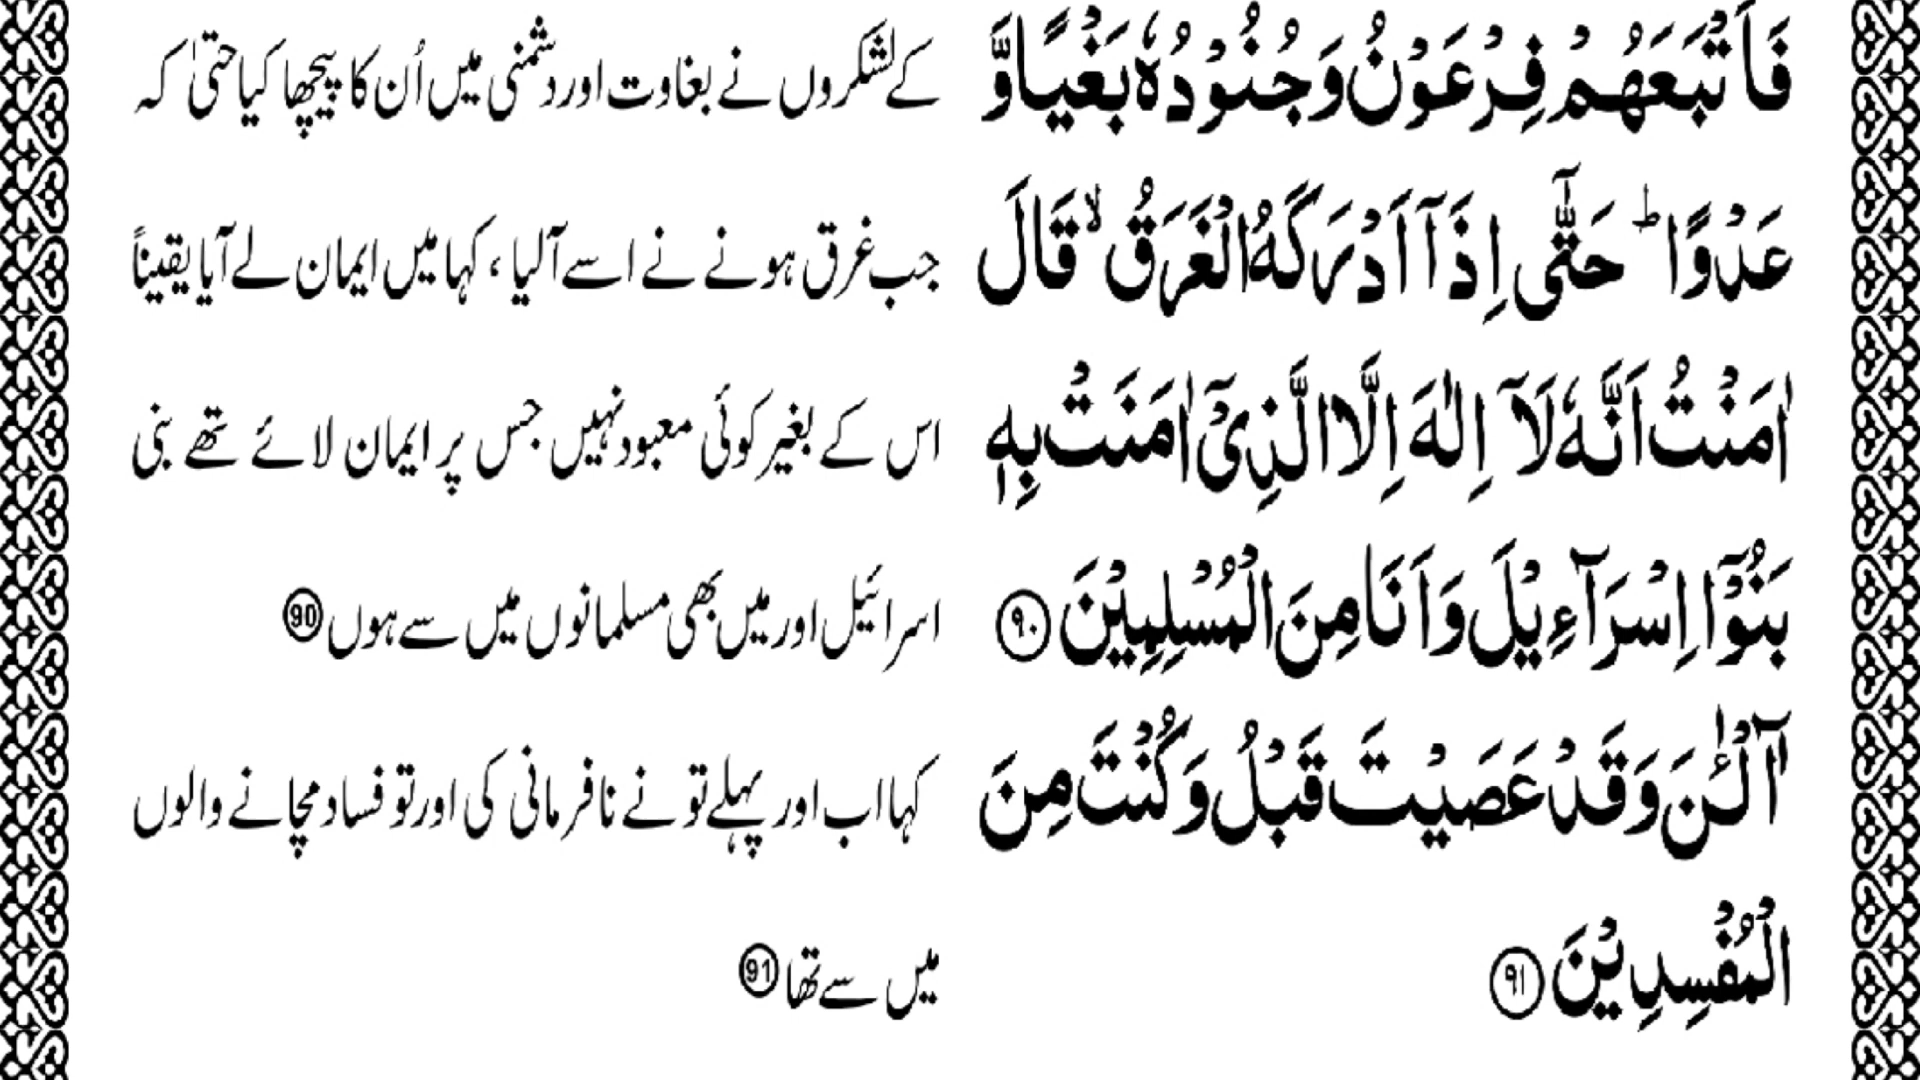 فَاَتْبَعَهُمْ فِرْعَوْنُ وَجُنُوْدُهٗ بَغْيًا وَّ
عَدْوًا ؕ حَتّٰۤى اِذَاۤ اَدْرَكَهُ الْغَرَقُ ۙ قَالَ
اٰمَنْتُ اَنَّهٗ لَاۤ اِلٰهَ اِلَّا الَّذِىْۤ اٰمَنَتْ بِهٖ
بَنُوْۤا اِسْرَآءِيْلَ وَاَنَا مِنَ الْمُسْلِمِيْنَ ۹۰
آٰلْـٰٔنَ وَقَدْ عَصَيْتَ قَبْلُ وَكُنْتَ مِنَ
الْمُفْسِدِيْنَ ۹۱
کے لشکروں نے بغاوت اور دشمنی میں اُن کا پیچھا کیا حتیٰ کہ
جب غرق ہونے نے اسے آلیا، کہا میں ایمان لے آیا یقیناً
اس کے بغیر کوئی معبود نہیں جس پر ایمان لائے تھے بنی
اسرائیل اور میں بھی مسلمانوں میں سے ہوں 90
کہا اب اور پہلے تو نے نافرمانی کی اور تو فساد مچانے والوں
میں سے تھا 91